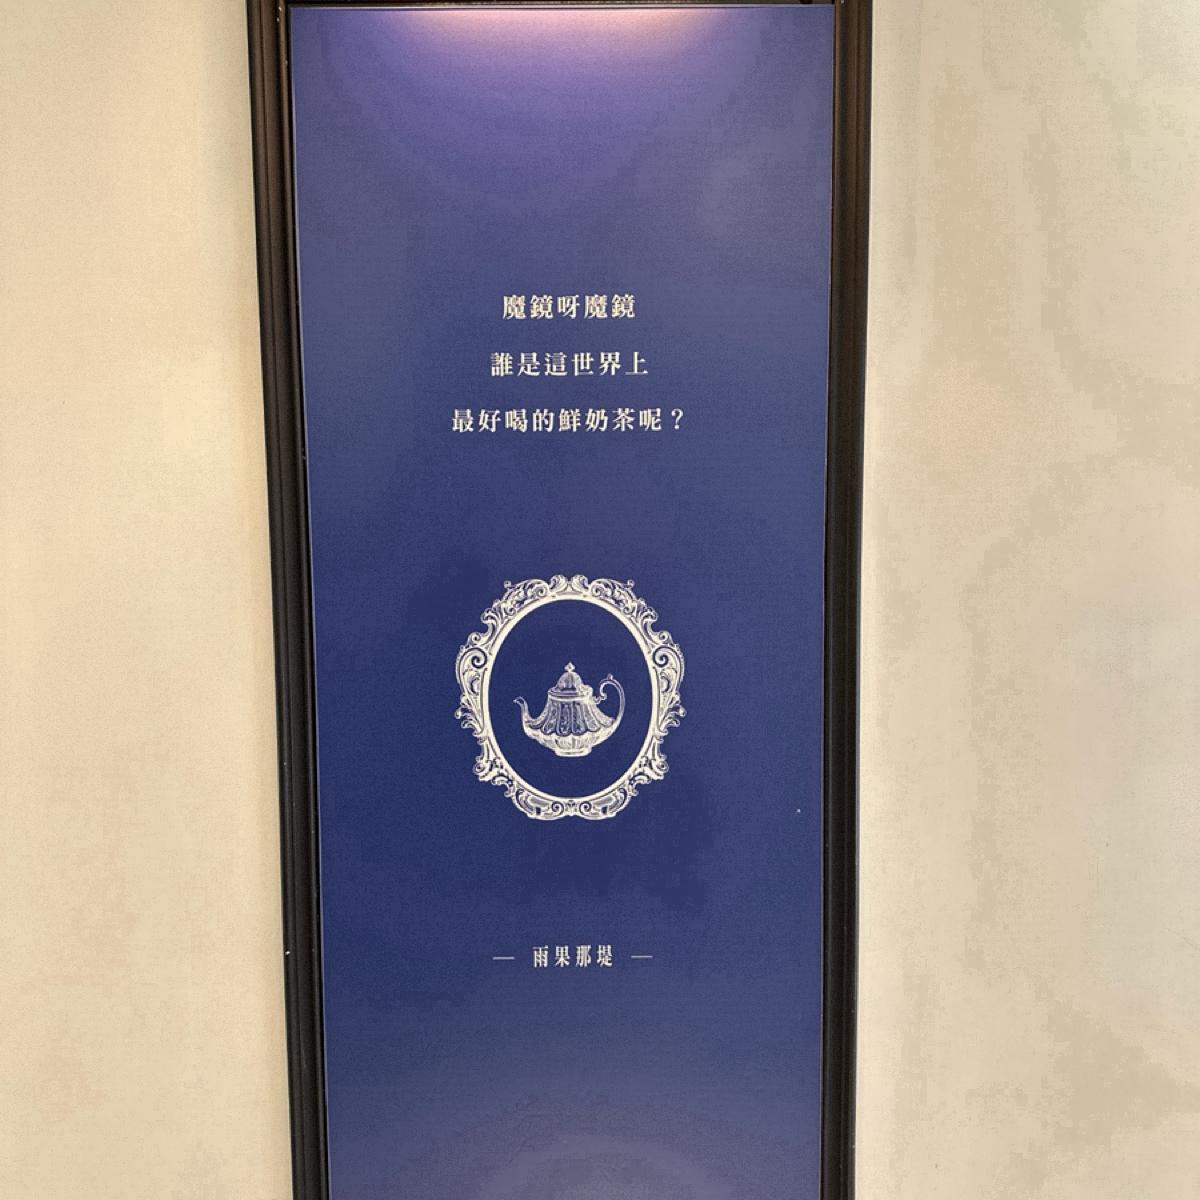 魔鏡呀魔鏡
誰是這世界上
最好喝的鮮奶茶呢？
— 雨果那堤 —